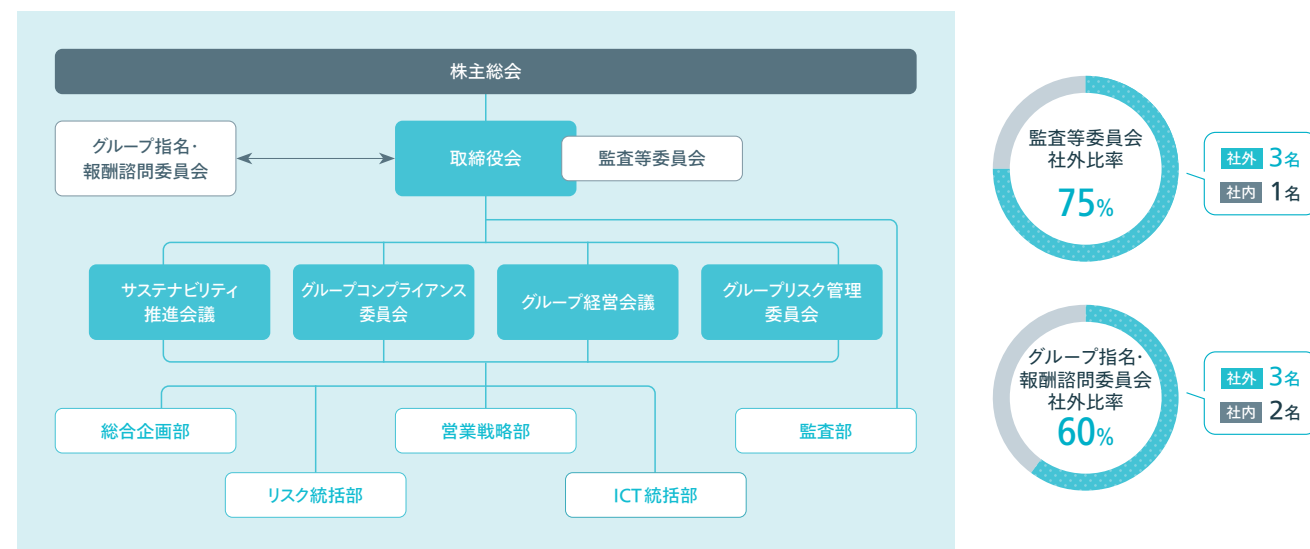 株主総会
グループ指名・
報酬諮問委員会
取締役会
監査等委員会
サステナビリティ
推進会議
グループコンプライアンス
委員会
グループ経営会議
グループリスク管理
委員会
総合企画部
営業戦略部
監査部
リスク統括部
ICT統括部
監査等委員会
社外比率
75%
社外 3名
社内 1名
グループ指名・
報酬諮問委員会
社外比率
60%
社外 3名
社内 2名